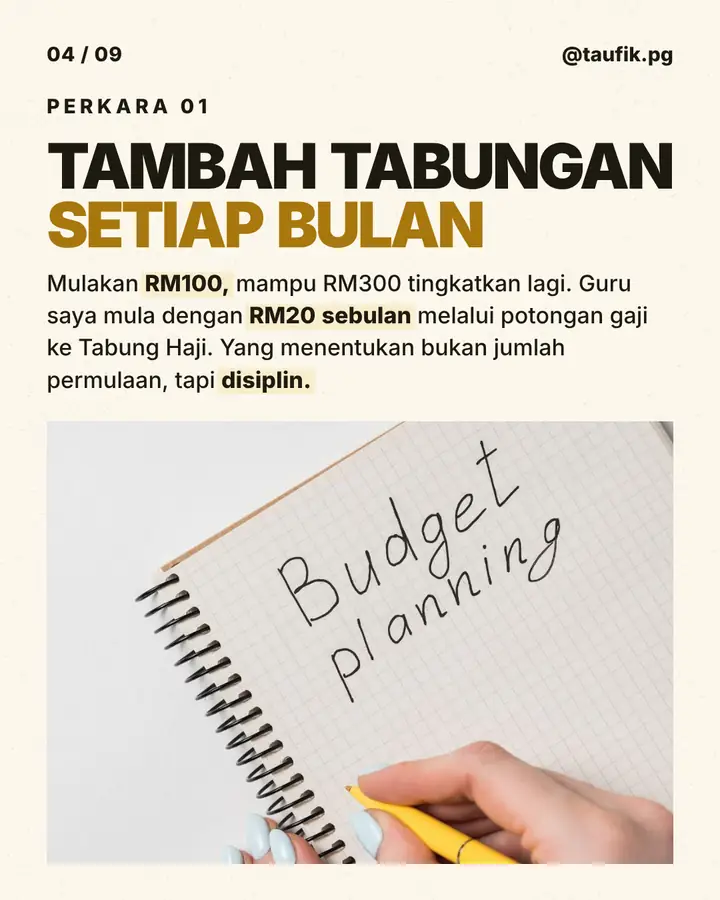 04 / 09
@taufik.pg
PERKARA 01
TAMBAH TABUNGAN
SETIAP BULAN
Mulakan RM100, mampu RM300 tingkatkan lagi. Guru
saya mula dengan RM20 sebulan melalui potongan gaji
ke Tabung Haji. Yang menentukan bukan jumlah
permulaan, tapi disiplin.
Budget
planning